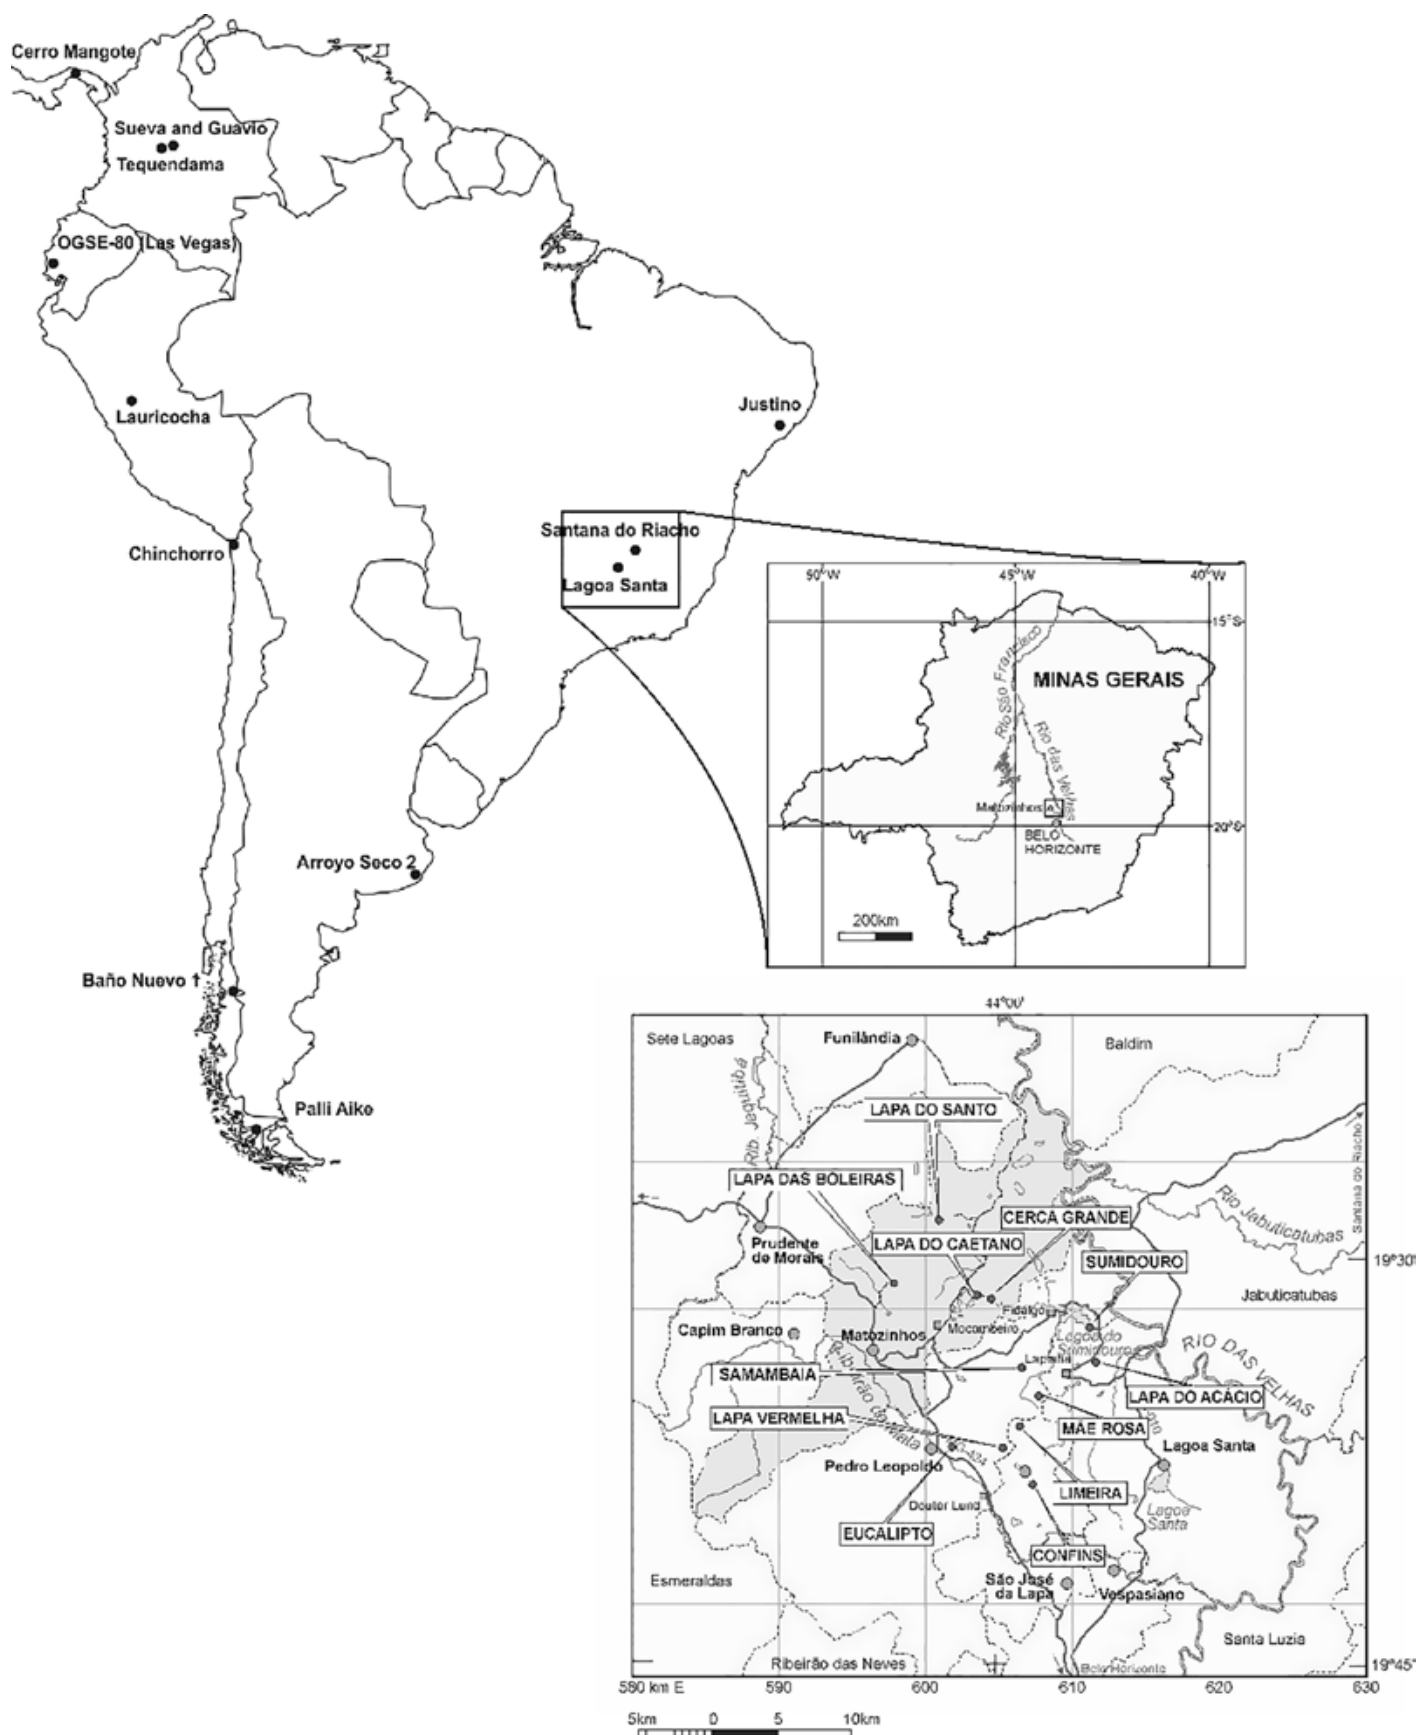 Cerro Mangote
Sueva and Guavio
Tequendama
OGSE-80 (Las Vegas)
Lauricocha
Justino
Chinchorro
Santana do Riacho
Lagoa Santa
Arroyo Seco 2
Baño Nuevo 1
Palli Aike
50°W
45°W
40°W
15°S
Rio São Francisco
MINAS GERAIS
Rio das Velhas
Matozinhos
20°S
BELO
HORIZONTE
200km
44°00'
Sete Lagoas
Funilândia
Baldim
Rib. Jequitibá
LAPA DO SANTO
Santana do Riacho
LAPA DAS BOLEIRAS
CERCA GRANDE
Rio Jabuticatubas
Prudente
de Morais
LAPA DO CAETANO
SUMIDOURO
19°30'
Jabuticatubas
Fidalgo
Capim Branco
Matozinhos
Mocambeiro
Lagoa do
Sumidouro
RIO DAS VELHAS
Lapinha
SAMAMBAIA
LAPA DO ACÁCIO
Ribeirão da Mata
LAPA VERMELHA
MÃE ROSA
Lagoa Santa
Pedro Leopoldo
LIMEIRA
Doutor Lund
Lagoa
Santa
EUCALIPTO
CONFINS
Esmeraldas
São José
da Lapa
Vespasiano
Santa Luzia
Ribeirão das Neves
Belo Horizonte
19°45'
580 km E
590
600
610
620
630
5km
0
5
10km